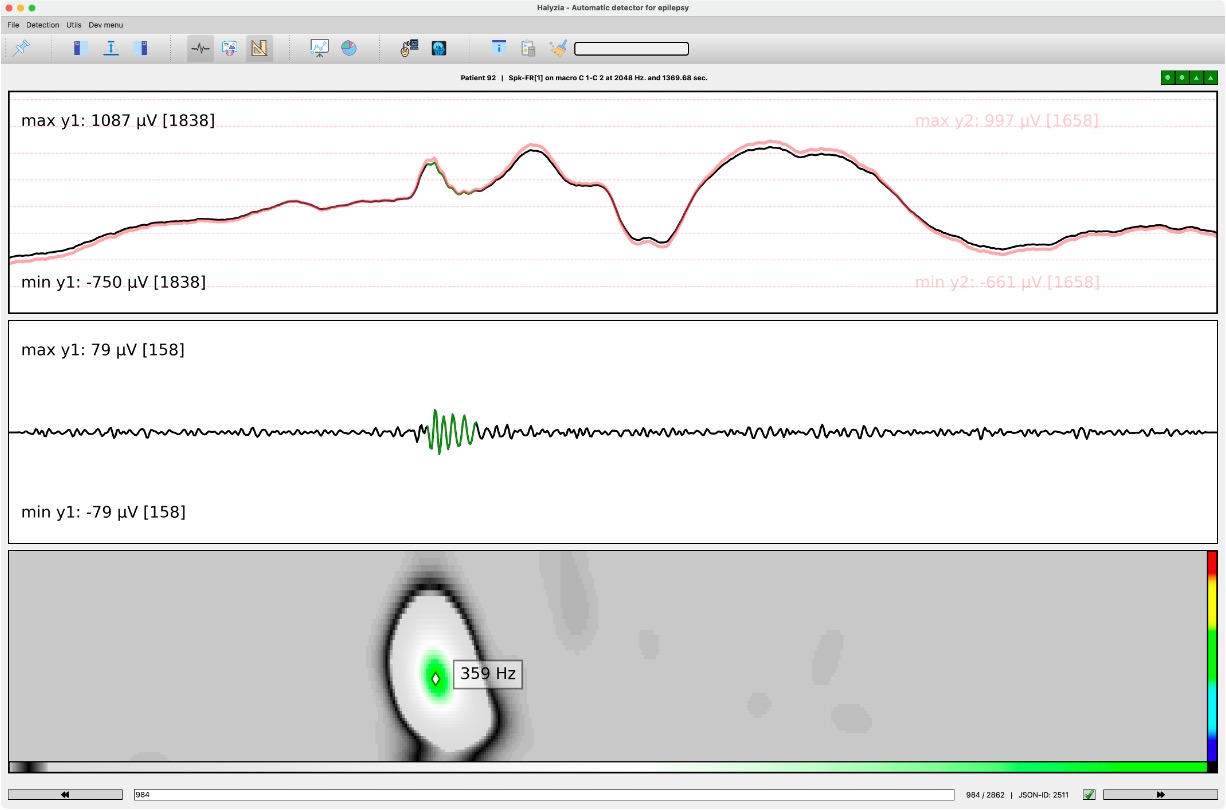 Halyzia - Automatic detector for epilepsy
File Detection Utils Dev menu
Patient 92 | Spk-FR[1] on macro C 1-C 2 at 2048 Hz. and 1369.68 sec.
max y1: 1087 µV [1838] max y2: 997 µV [1658]
min y1: -750 µV [1838] min y2: -661 µV [1658]
max y1: 79 µV [158]
min y1: -79 µV [158]
359 Hz
984 984 / 2862 | JSON-ID: 2511